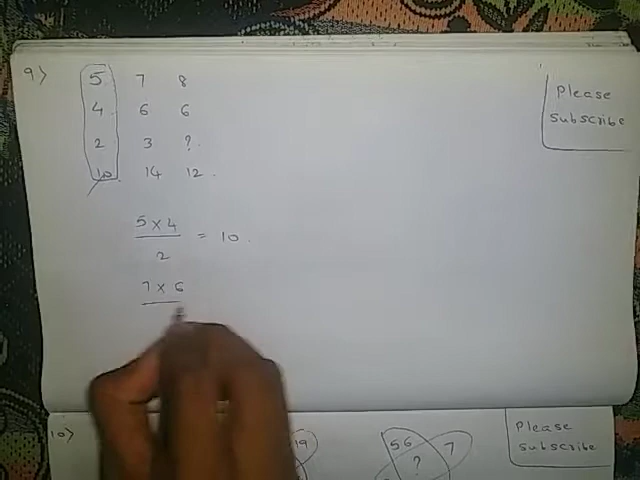 9) 5 7 8
4 6 6
2 3 ?
10 14 12
Please
subscribe
5 x 4
2
= 10
7 x 6
10)
19
56
7
?
Please
subscribe